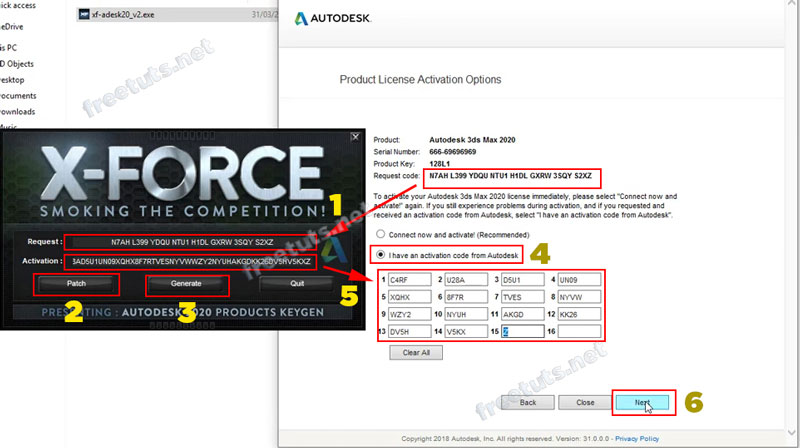 ick access
neDrive
is PC
D Objects
esktop
ocuments
ownloads
Music
xf-adesk20_v2.exe
31/03/2
freetuts.net
AUTODESK.
Product License Activation Options
Product: Autodesk 3ds Max 2020
Serial Number: 666-69696969
Product Key: 128L1
Request code: N7AH L399 YDQU NTU1 H1DL GXRW 3SQY S2XZ
To activate your Autodesk 3ds Max 2020 license immediately, please select "Connect now and
activate!" again. If you still experience problems during activation, and if you requested and
received an activation code from Autodesk, select "I have an activation code from Autodesk".
Connect now and activate! (Recommended)
I have an activation code from Autodesk
4
1 C4RF 2 U28A 3 D5U1 4 UN09
5 XQHX 6 8F7R 7 TVES 8 NYVW
9 WZY2 10 NYUH 11 AKGD 12 KK26
13 DV5H 14 V5KX 15 Z 16
Clear All
Back Close Next
6
Copyright 2018 Autodesk, Inc. All rights reserved. Version: 31.0.0.0 - Privacy Policy
freetuts.net
X-FORCE
1
SMOKING THE COMPETITION!
freetuts.net
Request : N7AH L399 YDQU NTU1 H1DL GXRW 3SQY S2XZ
Activation : 3AD5U1UN09XQHX8F7RTVESNYVWWZY2NYUHAKGDKK26DV5HV5KXZ
Patch Generate Quit
2 3 5
: AUTODESK 2020 PRODUCTS KEYGEN
freetuts.net